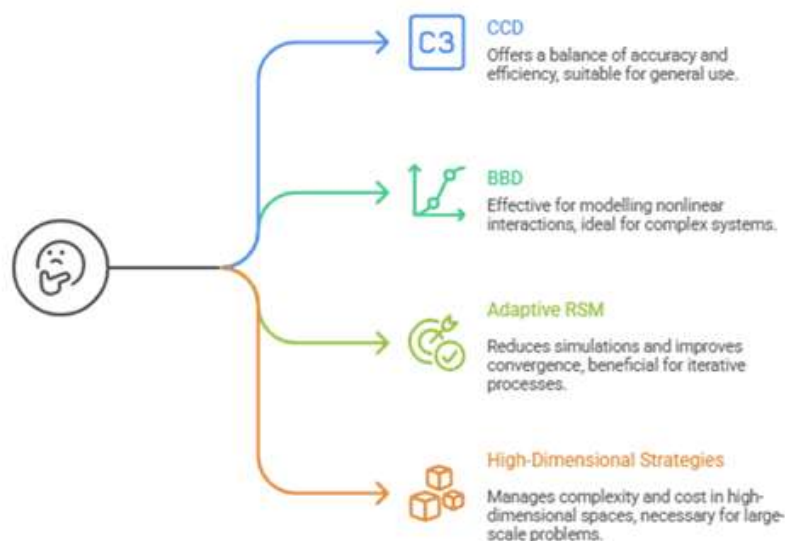 C3
CCD
Offers a balance of accuracy and
efficiency, suitable for general use.
BBD
Effective for modelling nonlinear
interactions, ideal for complex systems.
Adaptive RSM
Reduces simulations and improves
convergence, beneficial for iterative
processes.
High-Dimensional Strategies
Manages complexity and cost in high-
dimensional spaces, necessary for large-
scale problems.